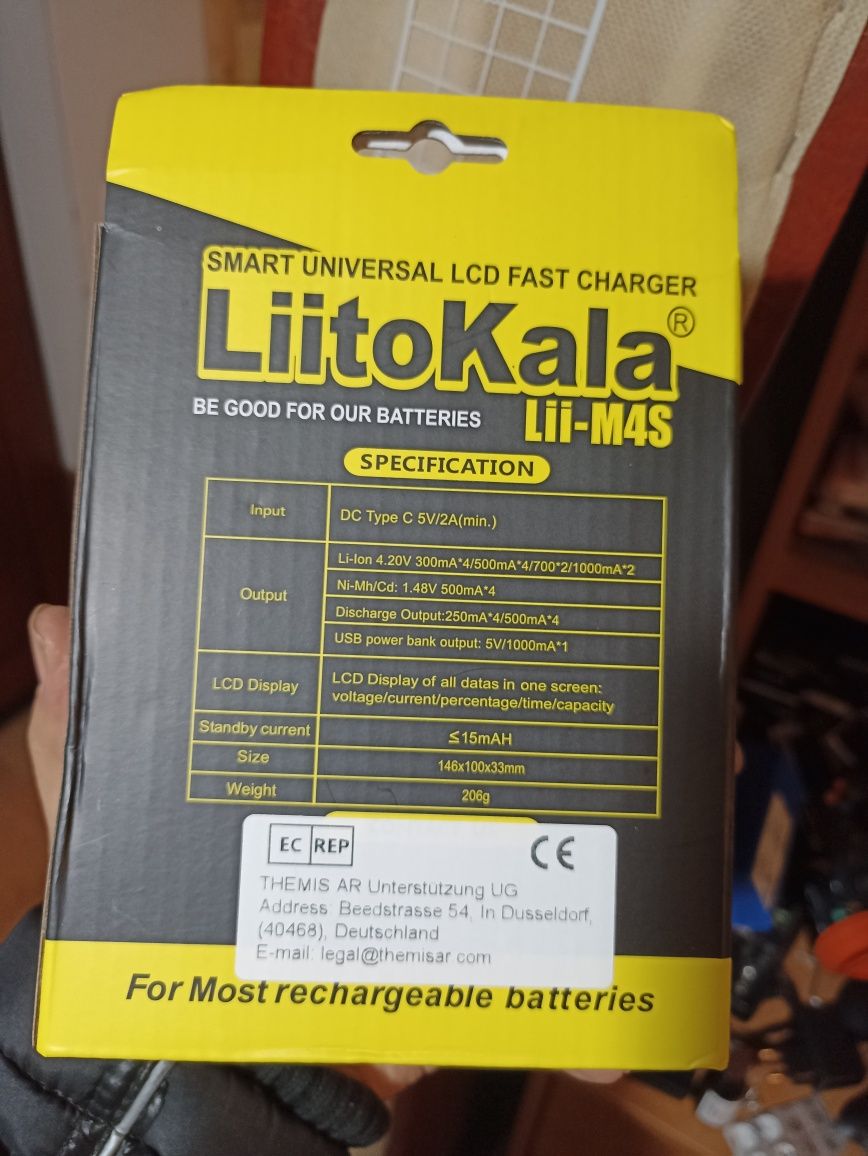 SMART UNIVERSAL LCD FAST CHARGER
LiitoKala®
BE GOOD FOR OUR BATTERIES
Lii-M4S
SPECIFICATION
Input
DC Type C 5V/2A(min.)
Output
Li-Ion 4.20V 300mA*4/500mA*4/700*2/1000mA*2
Ni-Mh/Cd: 1.48V 500mA*4
Discharge Output:250mA*4/500mA*4
USB power bank output: 5V/1000mA*1
LCD Display
LCD Display of all datas in one screen:
voltage/current/percentage/time/capacity
Standby current
≤15mAH
Size
146x100x33mm
Weight
206g
EC REP
CE
THEMIS AR Unterstützung UG
Address: Beedstrasse 54, In Dusseldorf,
(40468), Deutschland
E-mail: legal@themisar.com
For Most rechargeable batteries